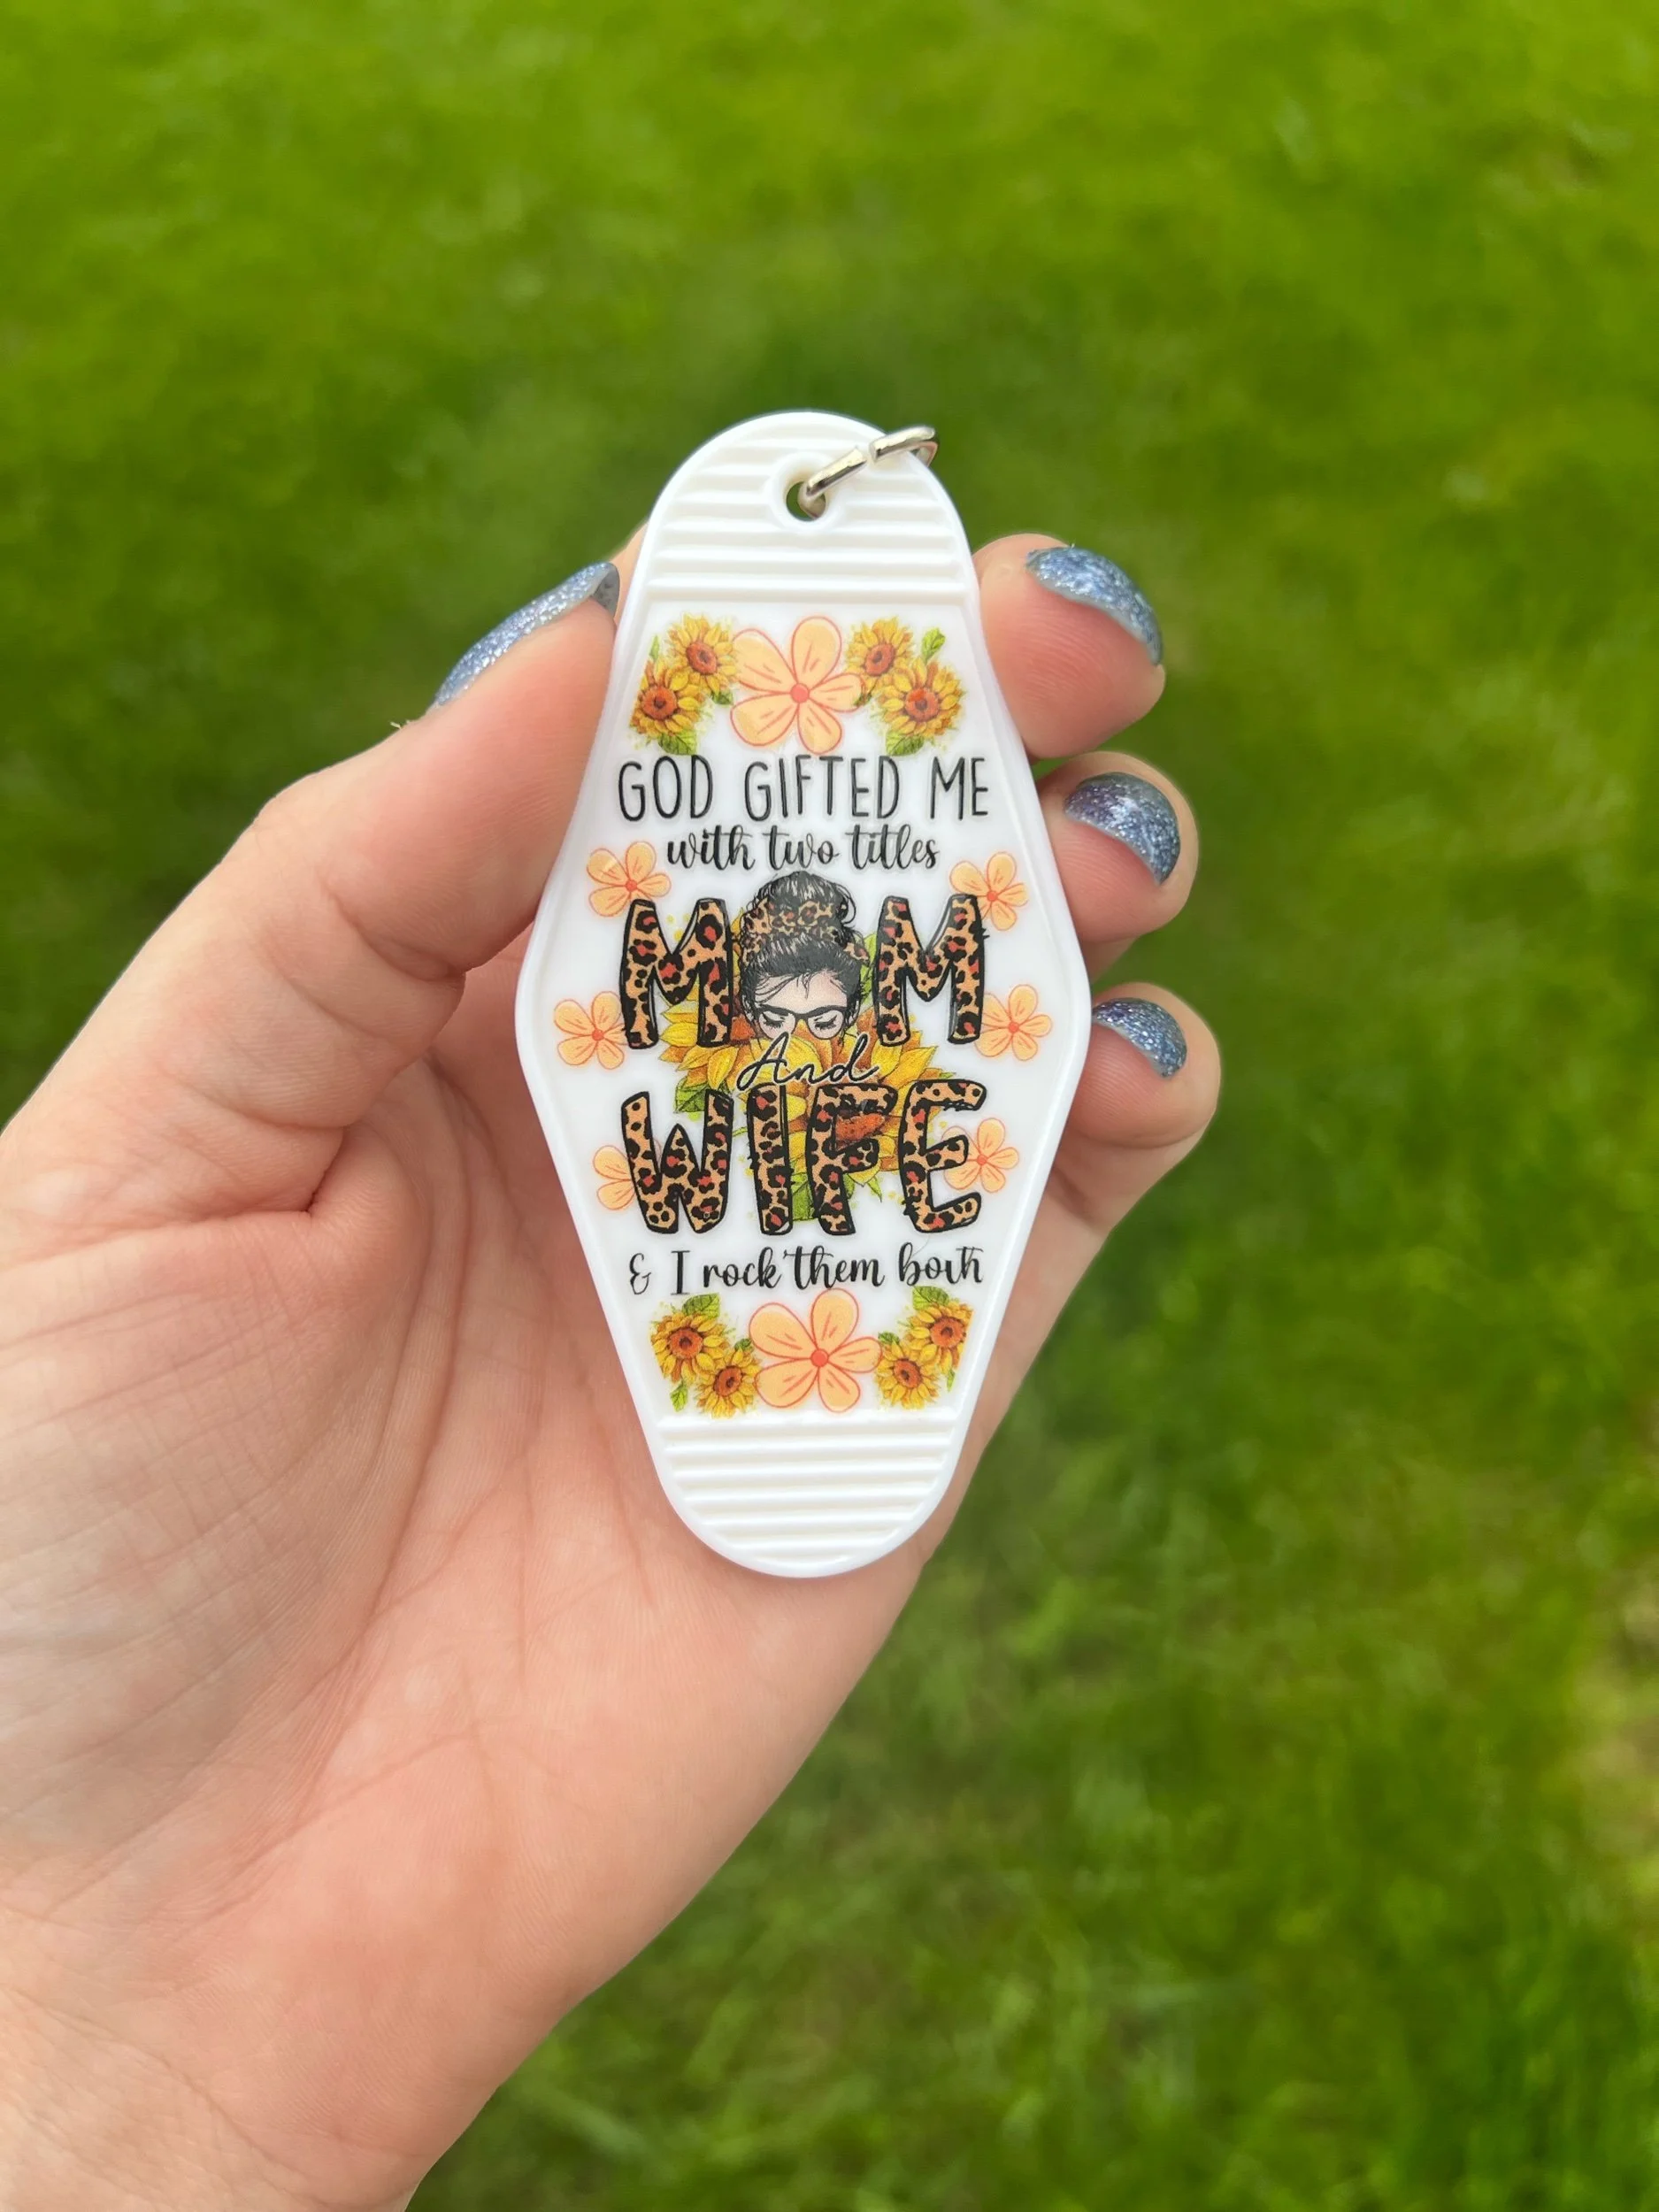 GOD GIFTED ME
with two titles
MOM
And
WIFE
& I rock them both